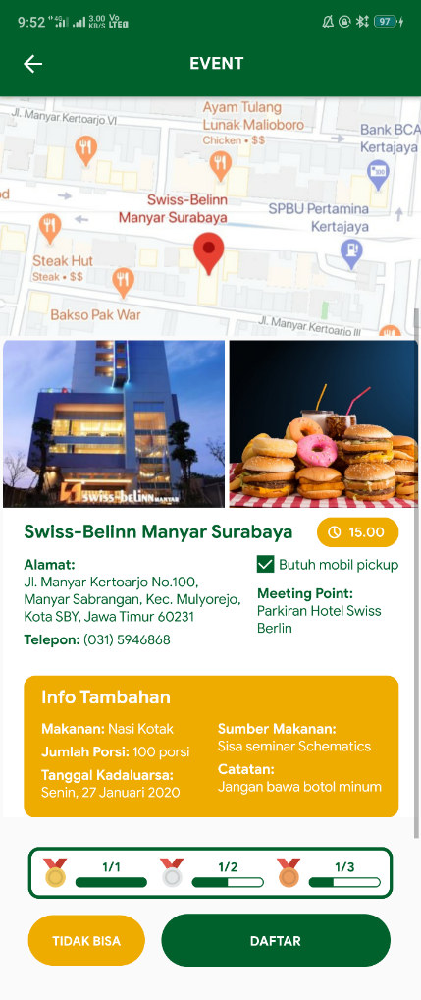 9:52
4G
3.00
KB/S
Vo
LTE1
97
EVENT
Jl. Manyar Kertoarjo VI
Ayam Tulang
Lunak Malioboro
Chicken • $$
Bank BCA
Kertajaya
Swiss-Belinn
Manyar Surabaya
SPBU Pertamina
Kertajaya
Steak Hut
Steak • $$
Bakso Pak War
Jl. Manyar Kertoarjo III
swiss-belinn MANYAR
Swiss-Belinn Manyar Surabaya
15.00
Alamat:
Jl. Manyar Kertoarjo No.100,
Manyar Sabrangan, Kec. Mulyorejo,
Kota SBY, Jawa Timur 60231
Telepon: (031) 5946868
Butuh mobil pickup
Meeting Point:
Parkiran Hotel Swiss
Berlin
Info Tambahan
Makanan: Nasi Kotak
Jumlah Porsi: 100 porsi
Tanggal Kadaluarsa:
Senin, 27 Januari 2020
Sumber Makanan:
Sisa seminar Schematics
Catatan:
Jangan bawa botol minum
1/1
1/2
1/3
TIDAK BISA
DAFTAR